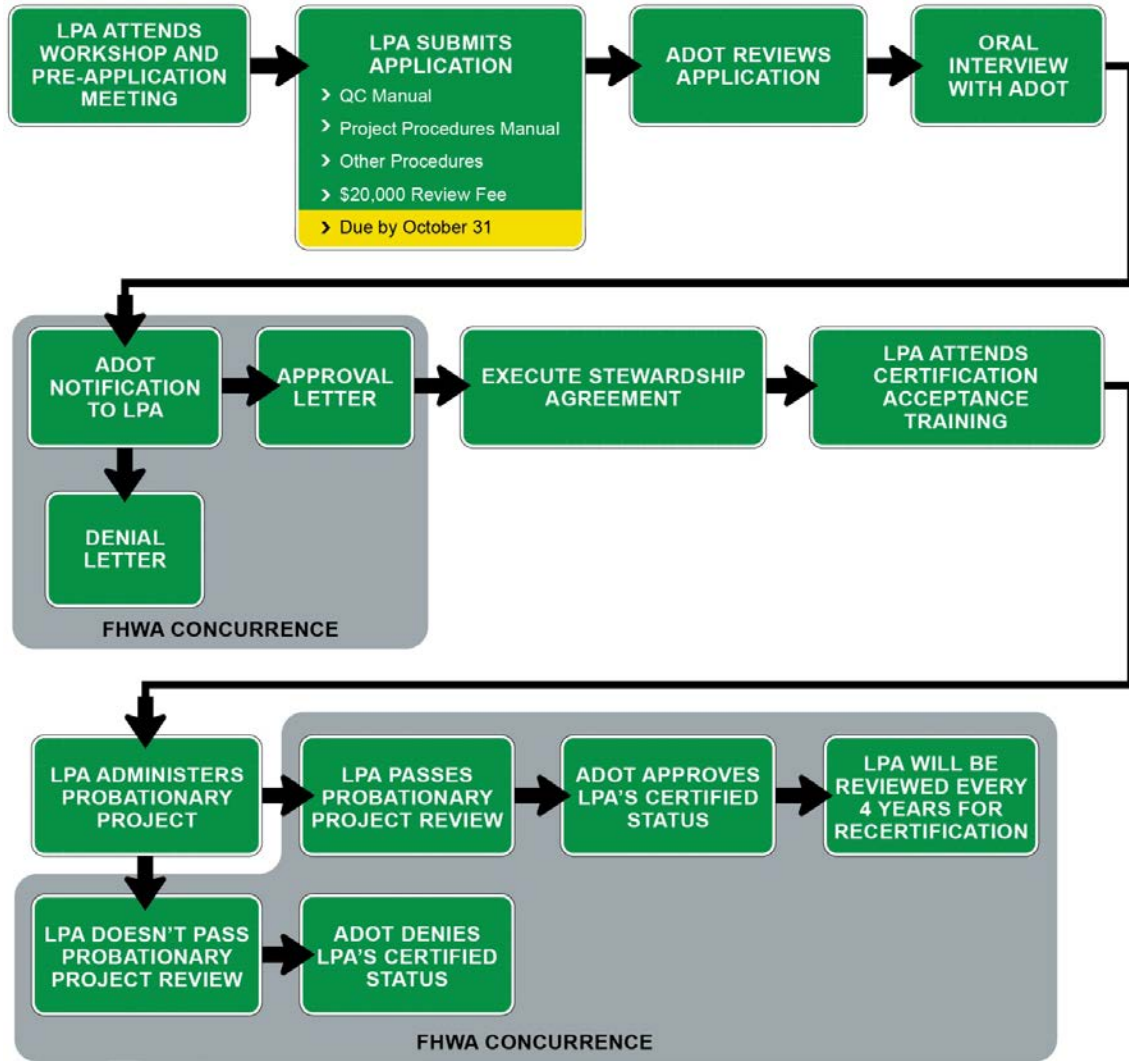 LPA ATTENDS
WORKSHOP AND
PRE-APPLICATION
MEETING
LPA SUBMITS
APPLICATION
› QC Manual
› Project Procedures Manual
› Other Procedures
› $20,000 Review Fee
› Due by October 31
ADOT REVIEWS
APPLICATION
ORAL
INTERVIEW
WITH ADOT
ADOT
NOTIFICATION
TO LPA
APPROVAL
LETTER
EXECUTE STEWARDSHIP
AGREEMENT
LPA ATTENDS
CERTIFICATION
ACCEPTANCE
TRAINING
DENIAL
LETTER
FHWA CONCURRENCE
LPA ADMINISTERS
PROBATIONARY
PROJECT
LPA PASSES
PROBATIONARY
PROJECT REVIEW
ADOT APPROVES
LPA'S CERTIFIED
STATUS
LPA WILL BE
REVIEWED EVERY
4 YEARS FOR
RECERTIFICATION
LPA DOESN'T PASS
PROBATIONARY
PROJECT REVIEW
ADOT DENIES
LPA'S CERTIFIED
STATUS
FHWA CONCURRENCE